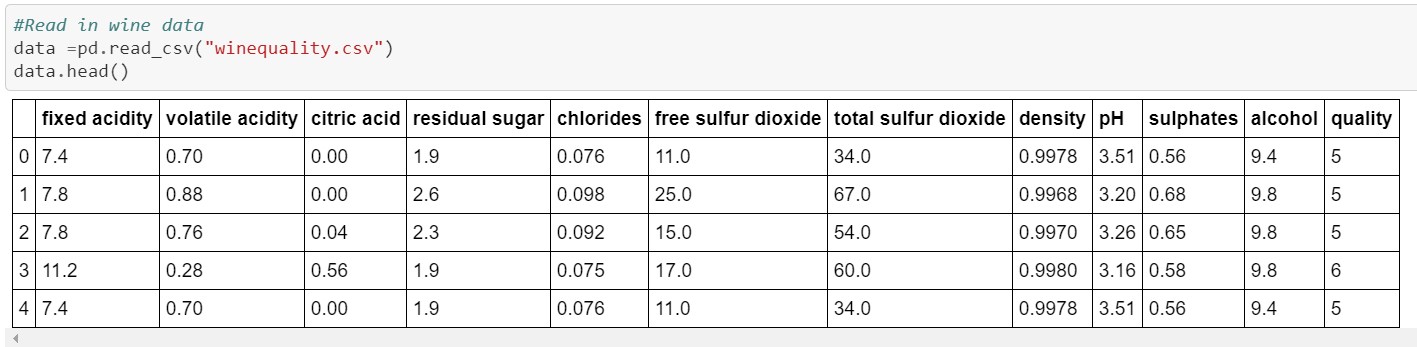 #Read in wine data
data =pd.read_csv("winequality.csv")
data.head()
fixed acidity volatile acidity citric acid residual sugar chlorides free sulfur dioxide total sulfur dioxide density pH sulphates alcohol quality
0 7.4 0.70 0.00 1.9 0.076 11.0 34.0 0.9978 3.51 0.56 9.4 5
1 7.8 0.88 0.00 2.6 0.098 25.0 67.0 0.9968 3.20 0.68 9.8 5
2 7.8 0.76 0.04 2.3 0.092 15.0 54.0 0.9970 3.26 0.65 9.8 5
3 11.2 0.28 0.56 1.9 0.075 17.0 60.0 0.9980 3.16 0.58 9.8 6
4 7.4 0.70 0.00 1.9 0.076 11.0 34.0 0.9978 3.51 0.56 9.4 5